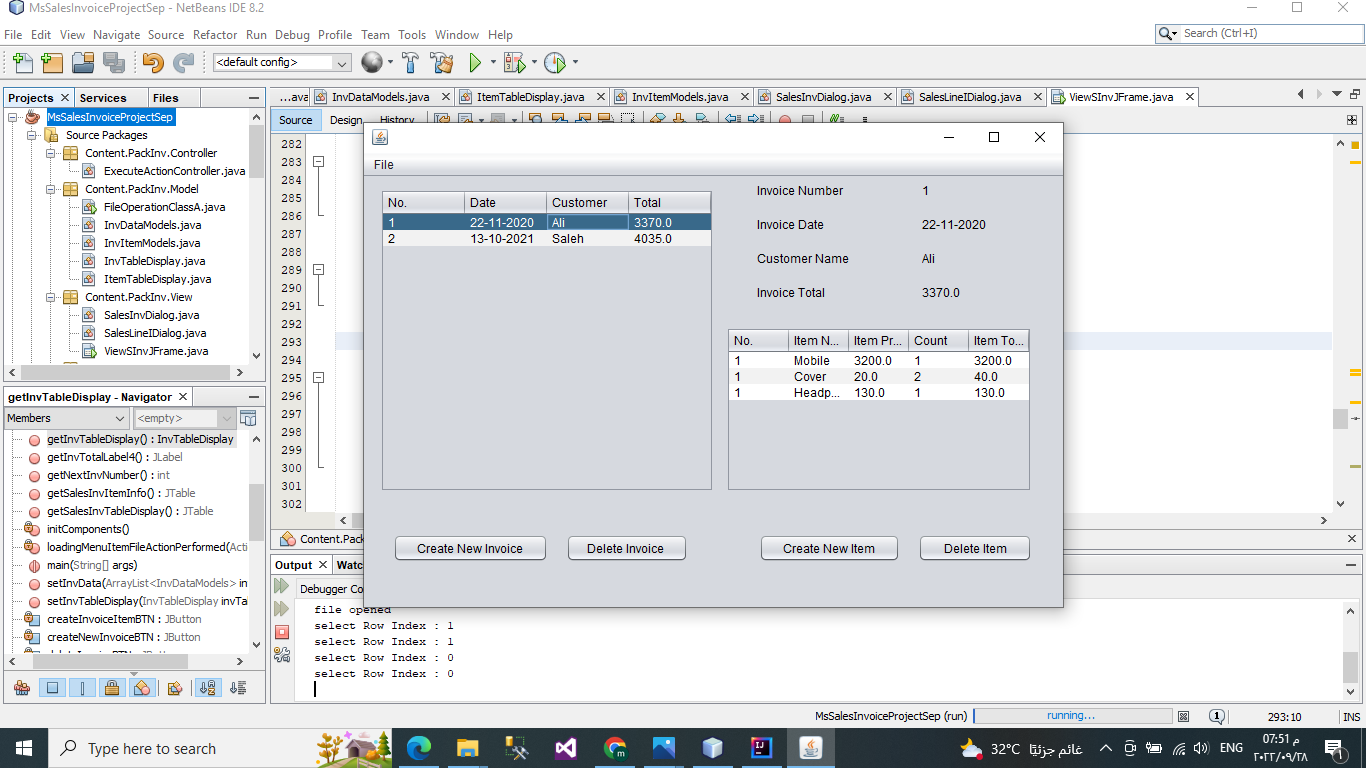 MsSalesInvoiceProjectSep - NetBeans IDE 8.2
File Edit View Navigate Source Refactor Run Debug Profile Team Tools Window Help
Search (Ctrl+I)
<default config>
Projects Services Files
MsSalesInvoiceProjectSep
Source Packages
Content.PackInv.Controller
ExecuteActionController.java
Content.PackInv.Model
FileOperationClassA.java
InvDataModels.java
InvItemModels.java
InvTableDisplay.java
ItemTableDisplay.java
Content.PackInv.View
SalesInvDialog.java
SalesLineIDialog.java
ViewSInvJFrame.java
getInvTableDisplay - Navigator
Members <empty>
getInvTableDisplay() : InvTableDisplay
getInvTotalLabel4() : JLabel
getNextInvNumber() : int
getSalesInvItemInfo() : JTable
getSalesInvTableDisplay() : JTable
initComponents()
loadingMenuItemFileActionPerformed(Acti
main(String[] args)
setInvData(ArrayList<InvDataModels> in
setInvTableDisplay(InvTableDisplay invTa
createInvoiceItemBTN : JButton
createNewInvoiceBTN : JButton
...ava InvDataModels.java ItemTableDisplay.java InvItemModels.java SalesInvDialog.java SalesLineIDialog.java ViewSInvJFrame.java
Source Design History
282
283
284
285
286
287
288
289
290
291
292
293
294
295
296
297
298
299
300
301
302
File
No. Date Customer Total
1 22-11-2020 Ali 3370.0
2 13-10-2021 Saleh 4035.0
Invoice Number 1
Invoice Date 22-11-2020
Customer Name Ali
Invoice Total 3370.0
No. Item N... Item Pr... Count Item To...
1 Mobile 3200.0 1 3200.0
1 Cover 20.0 2 40.0
1 Headp... 130.0 1 130.0
Create New Invoice Delete Invoice Create New Item Delete Item
Content.Pack
Output Watc
Debugger Co
file opened
select Row Index : 1
select Row Index : 1
select Row Index : 0
select Row Index : 0
MsSalesInvoiceProjectSep (run) running... 1 293:10 INS
Type here to search
32°C غائم جزئيًا ENG
٠٧:٥١ م
٢٠٢٢/٠٩/٢٨
1